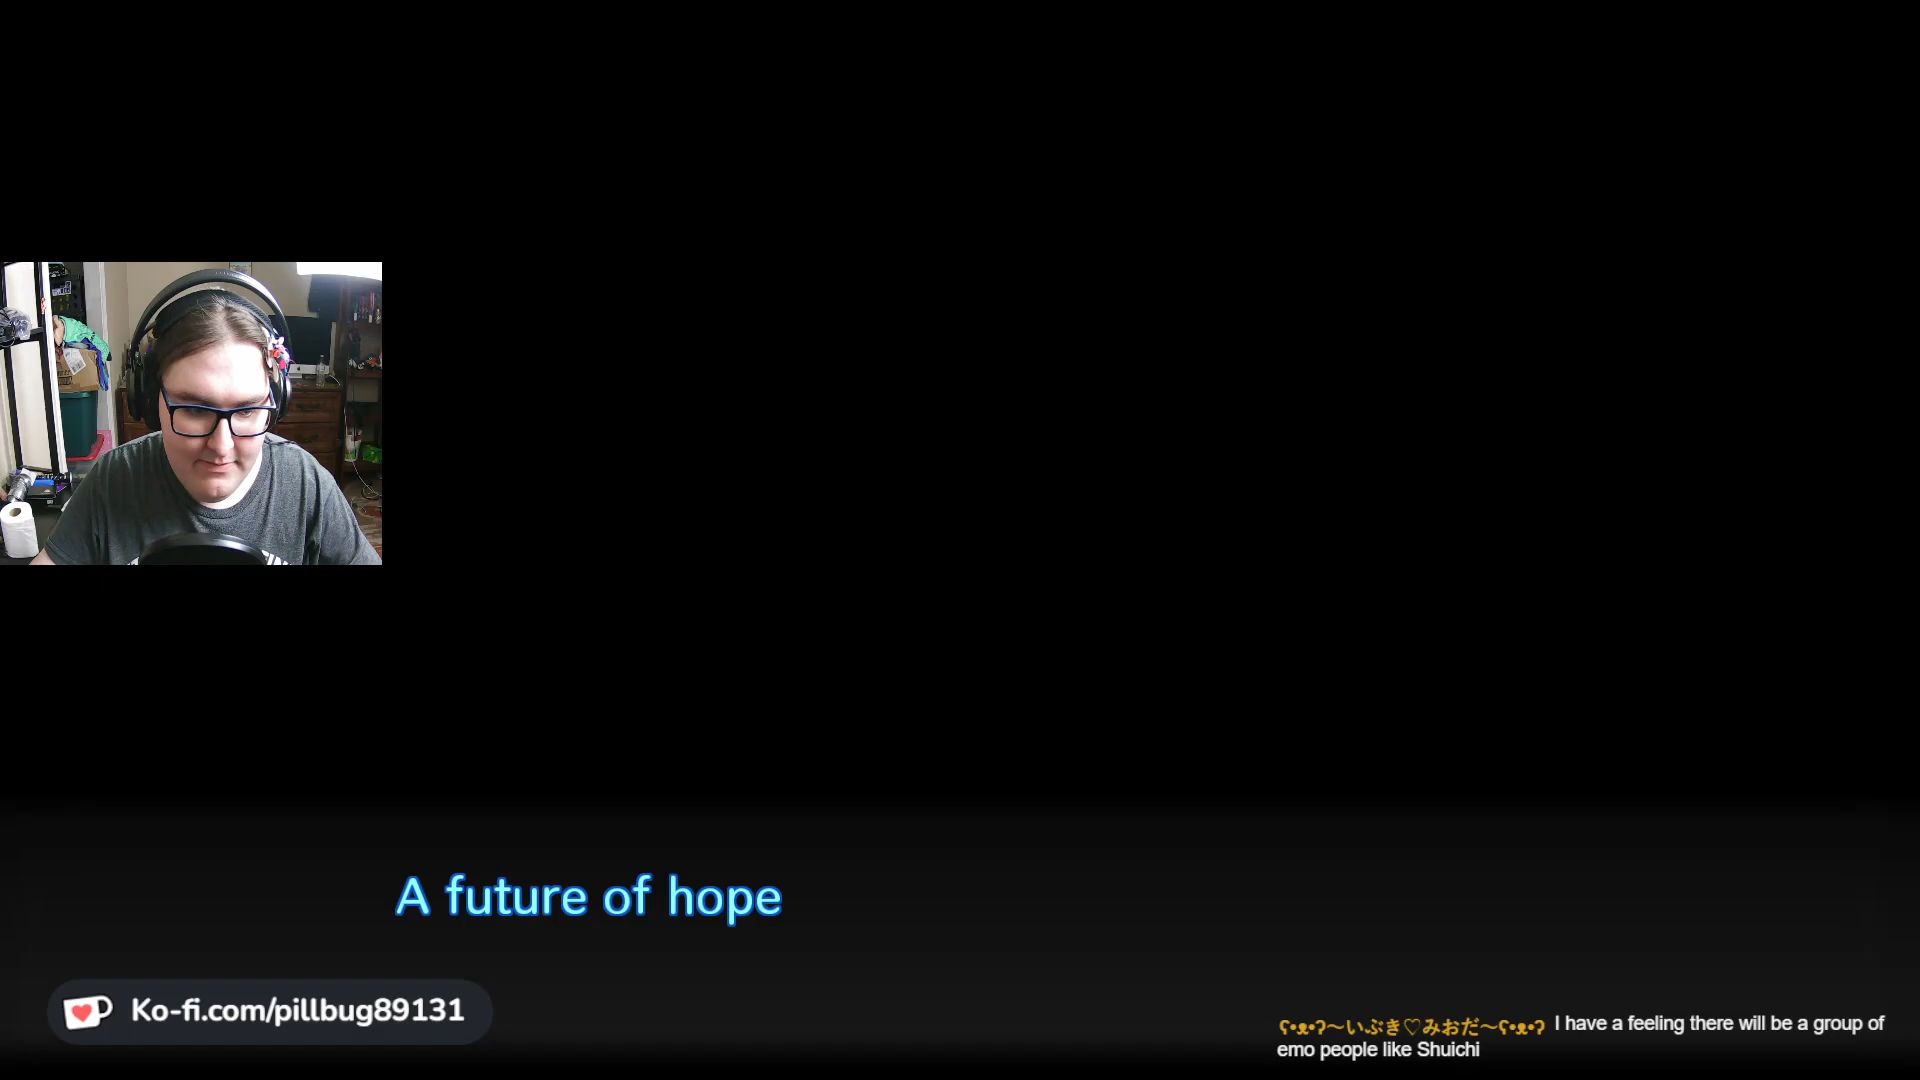 A future of hope
Ko-fi.com/pillbug89131
ʕ•ᴥ•ʔ～いぶき♡みおだ～ʕ•ᴥ•ʔ I have a feeling there will be a group of
emo people like Shuichi